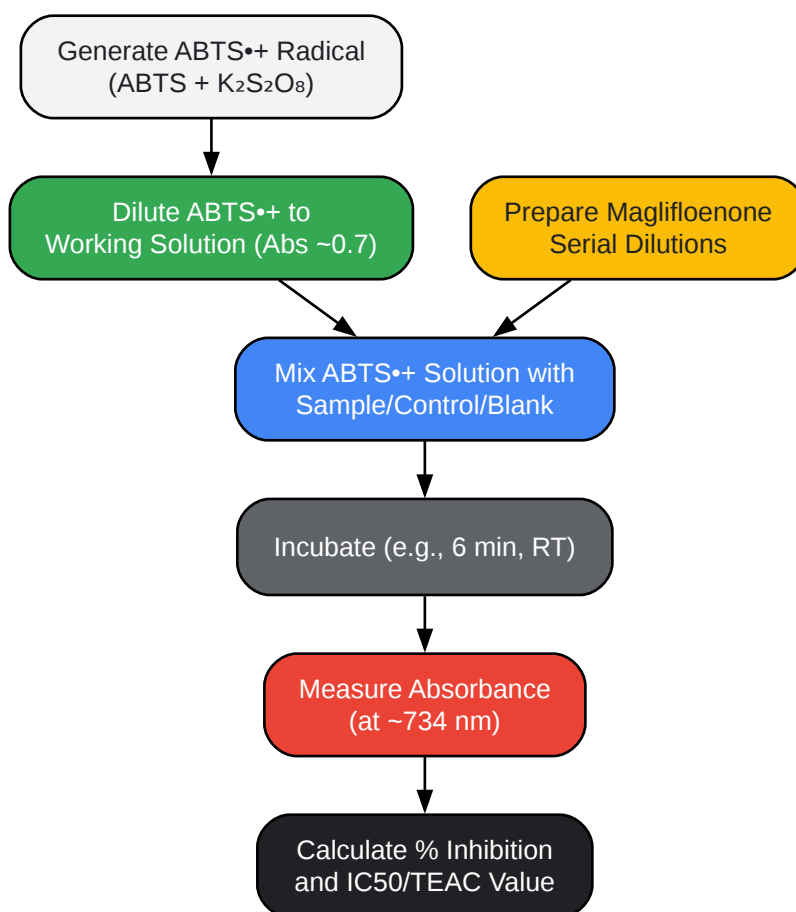 Generate ABTS•+ Radical
(ABTS + K₂S₂O₈)
Dilute ABTS•+ to
Working Solution (Abs ~0.7)
Prepare Maglifloenone
Serial Dilutions
Mix ABTS•+ Solution with
Sample/Control/Blank
Incubate (e.g., 6 min, RT)
Measure Absorbance
(at ~734 nm)
Calculate % Inhibition
and IC50/TEAC Value